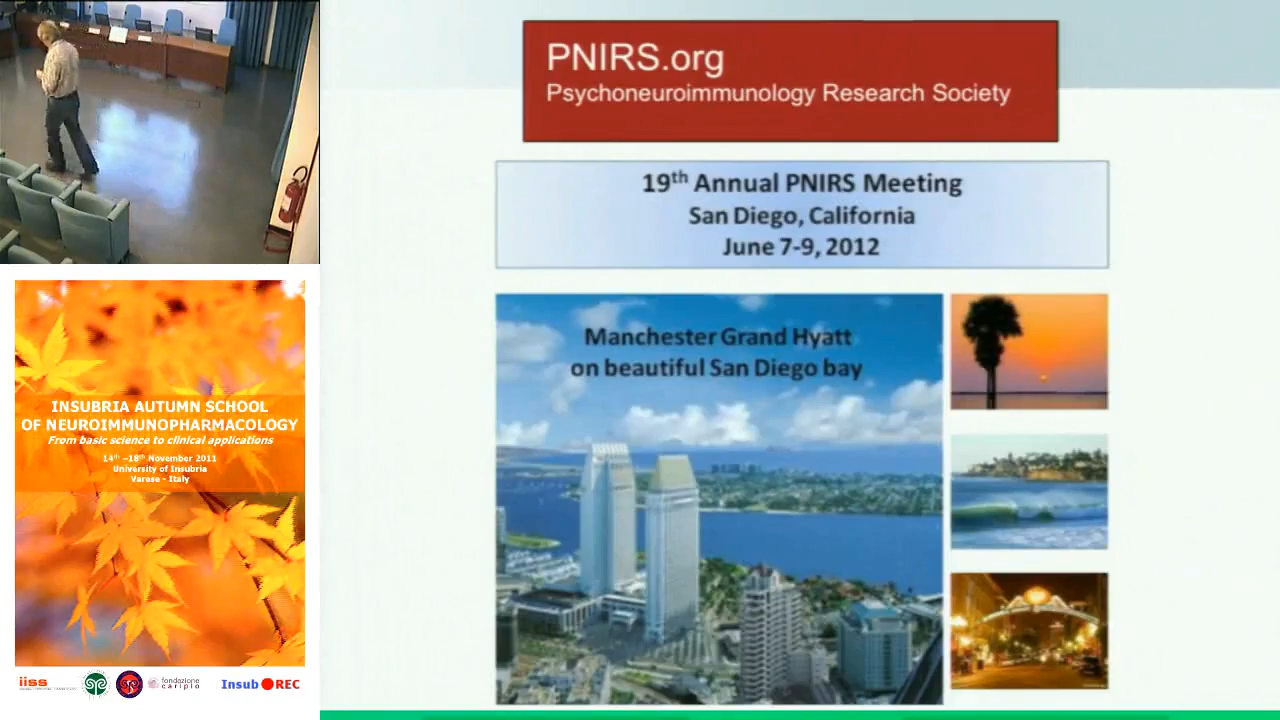 PNIRS.org
Psychoneuroimmunology Research Society
19th Annual PNIRS Meeting
San Diego, California
June 7-9, 2012
Manchester Grand Hyatt
on beautiful San Diego bay
INSUBRIA AUTUMN SCHOOL
OF NEUROIMMUNOPHARMACOLOGY
From basic science to clinical applications
14th –18th November 2011
University of Insubria
Varese - Italy
iiss
fondazione
cariplo
Insub REC